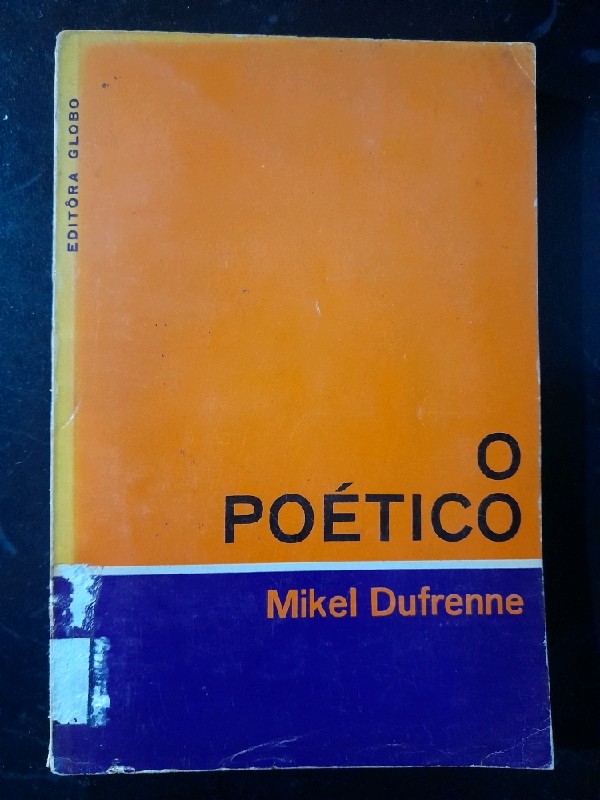 EDITÔRA GLOBO
O
POÉTICO
Mikel Dufrenne